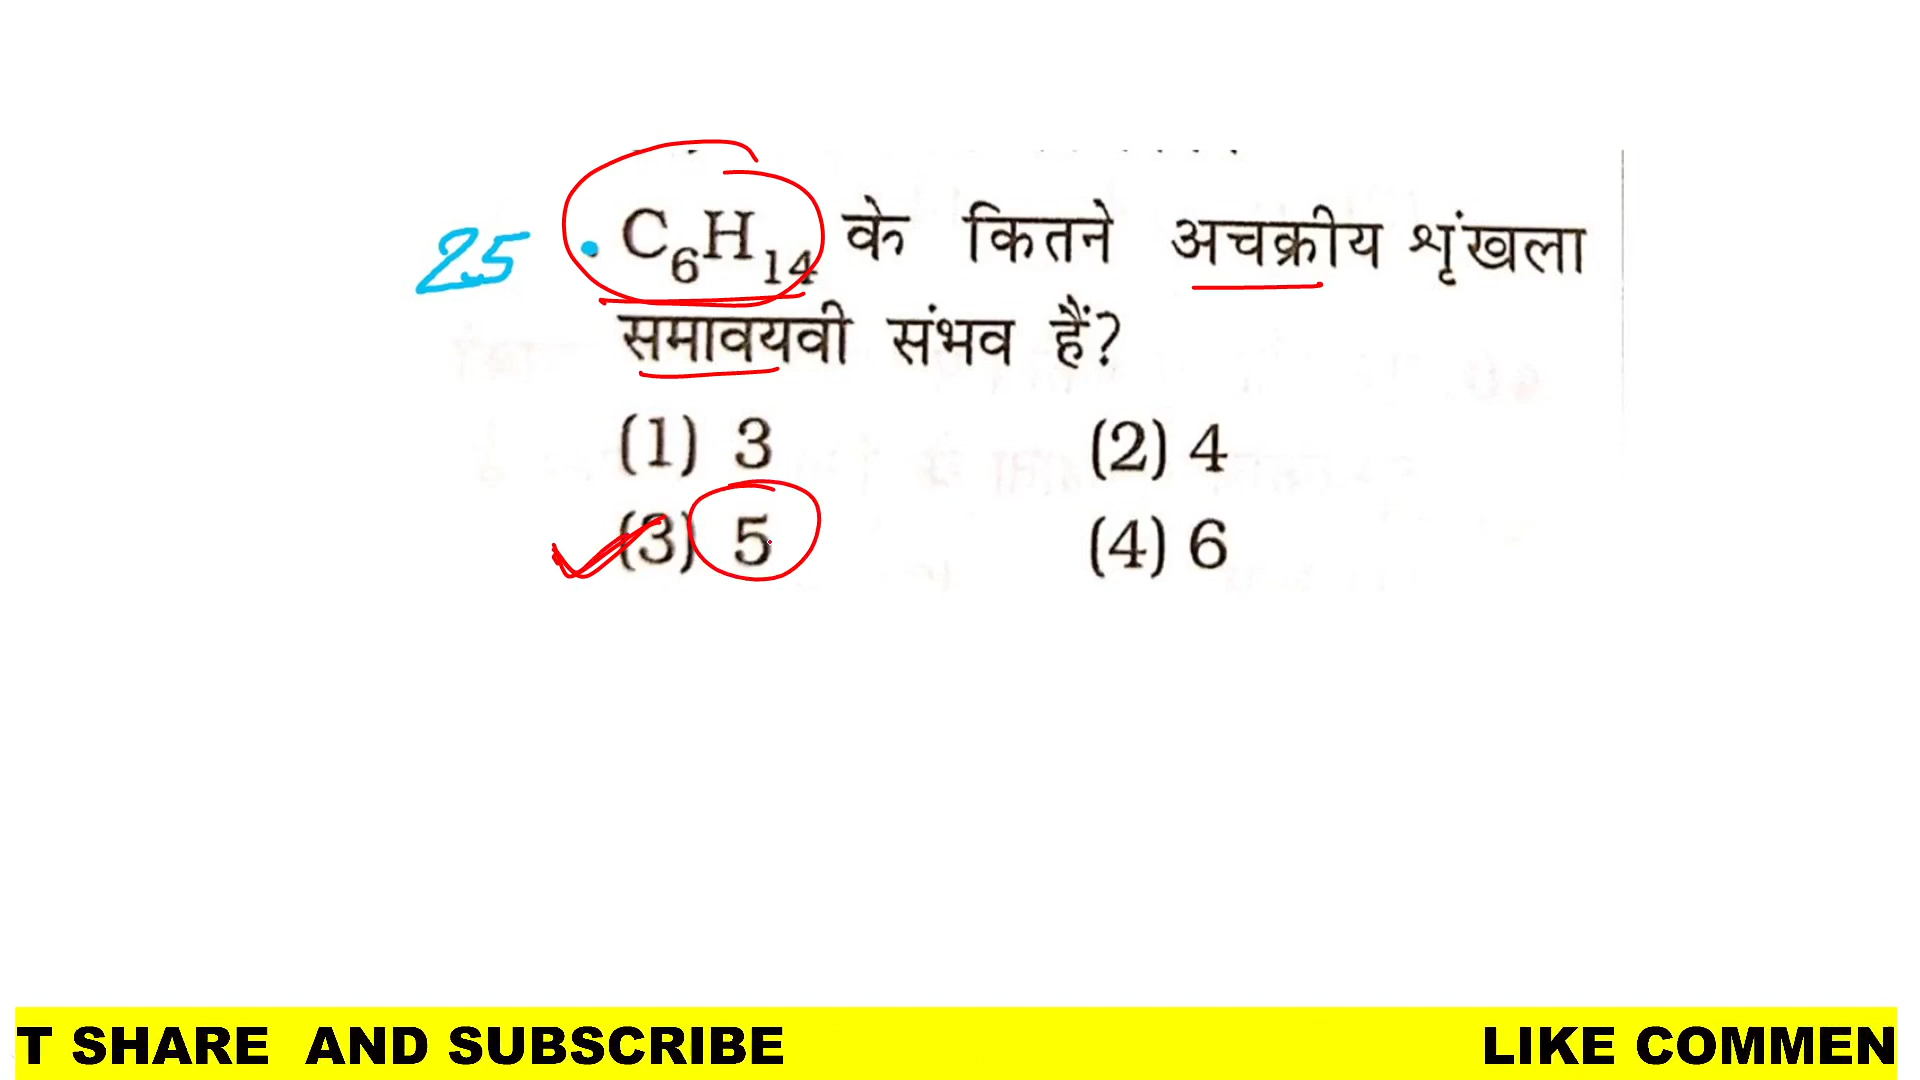 25. C₆H₁₄ के कितने अचक्रीय शृंखला
समावयवी संभव हैं?
(1) 3 (2) 4
(3) 5 (4) 6
T SHARE AND SUBSCRIBE LIKE COMMEN